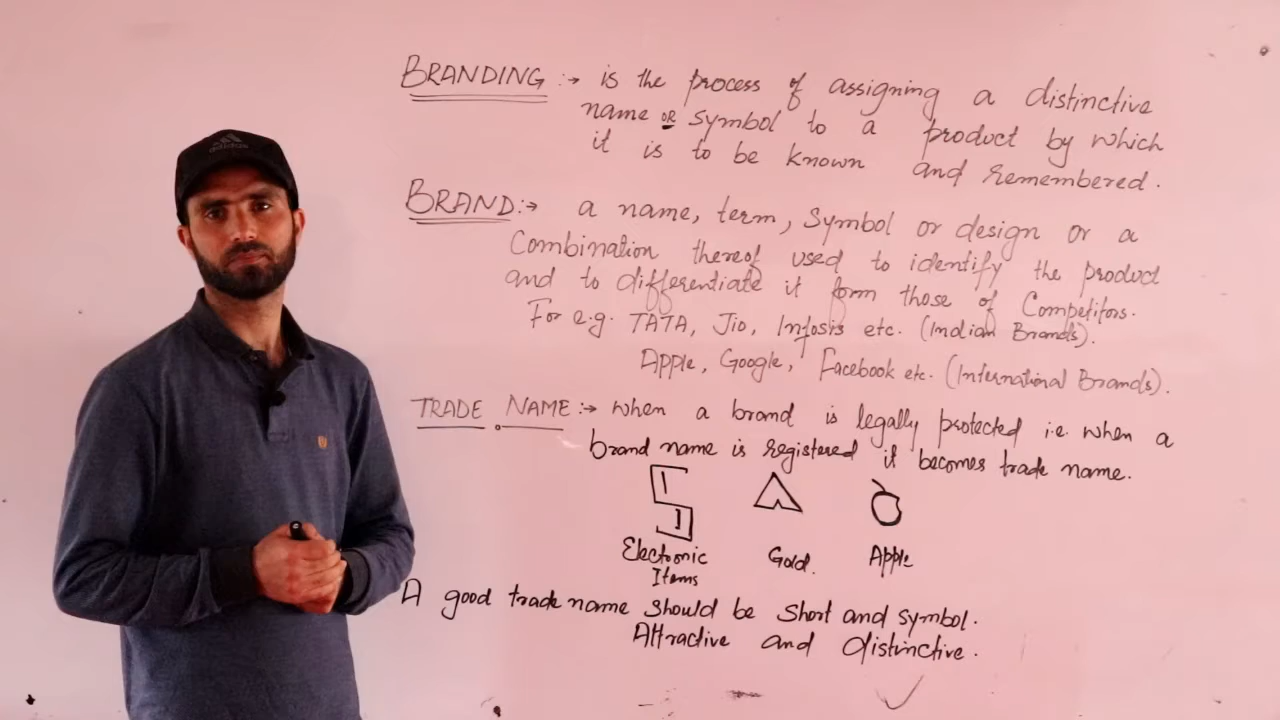 adidas
BRANDING :→ is the process of assigning a distinctive
name OR symbol to a product by which
it is to be known and remembered.
BRAND:→ a name, term, symbol or design or a
Combination thereof used to identify the product
and to differentiate it form those of Competitors.
For e.g. TATA, Jio, Infosis etc. (Indian Brands).
Apple, Google, Facebook etc. (International Brands).
TRADE NAME :→ When a brand is legally protected i.e. when a
brand name is registered it becomes trade name.
Electronic Gold. Apple
Items
A good trade name should be short and symbol.
Attractive and distinctive.